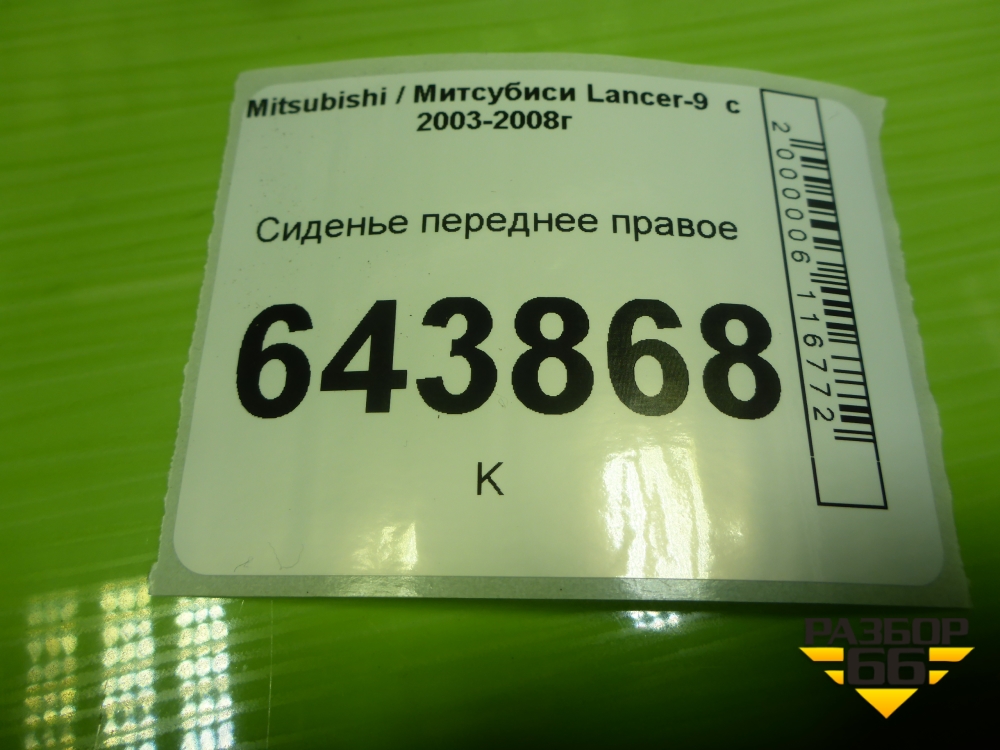 Mitsubishi / Митсубиси Lancer-9 с
2003-2008г
Сиденье переднее правое
643868
К
2000006116772
РАЗБОР
66